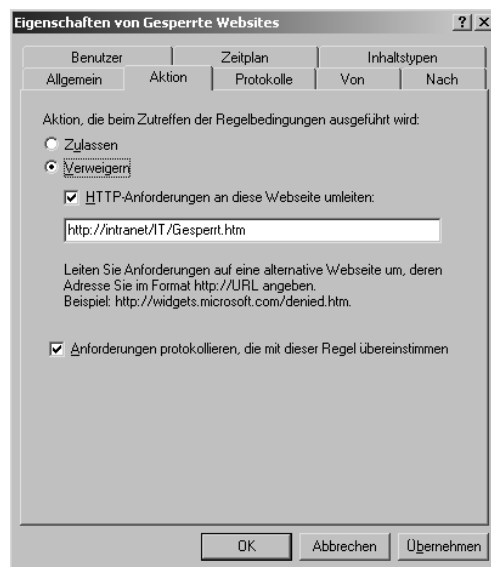 Eigenschaften von Gesperrte Websites
Benutzer Zeitplan Inhaltstypen
Allgemein Aktion Protokolle Von Nach
Aktion, die beim Zutreffen der Regelbedingungen ausgeführt wird:
Zulassen
Verweigern
HTTP-Anforderungen an diese Webseite umleiten:
http://intranet/IT/Gesperrt.htm
Leiten Sie Anforderungen auf eine alternative Webseite um, deren
Adresse Sie im Format http://URL angeben.
Beispiel: http://widgets.microsoft.com/denied.htm.
Anforderungen protokollieren, die mit dieser Regel übereinstimmen
OK Abbrechen Übernehmen